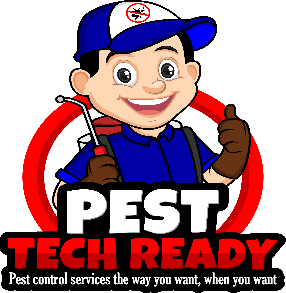 PEST
TECH READY
Pest control services the way you want, when you want